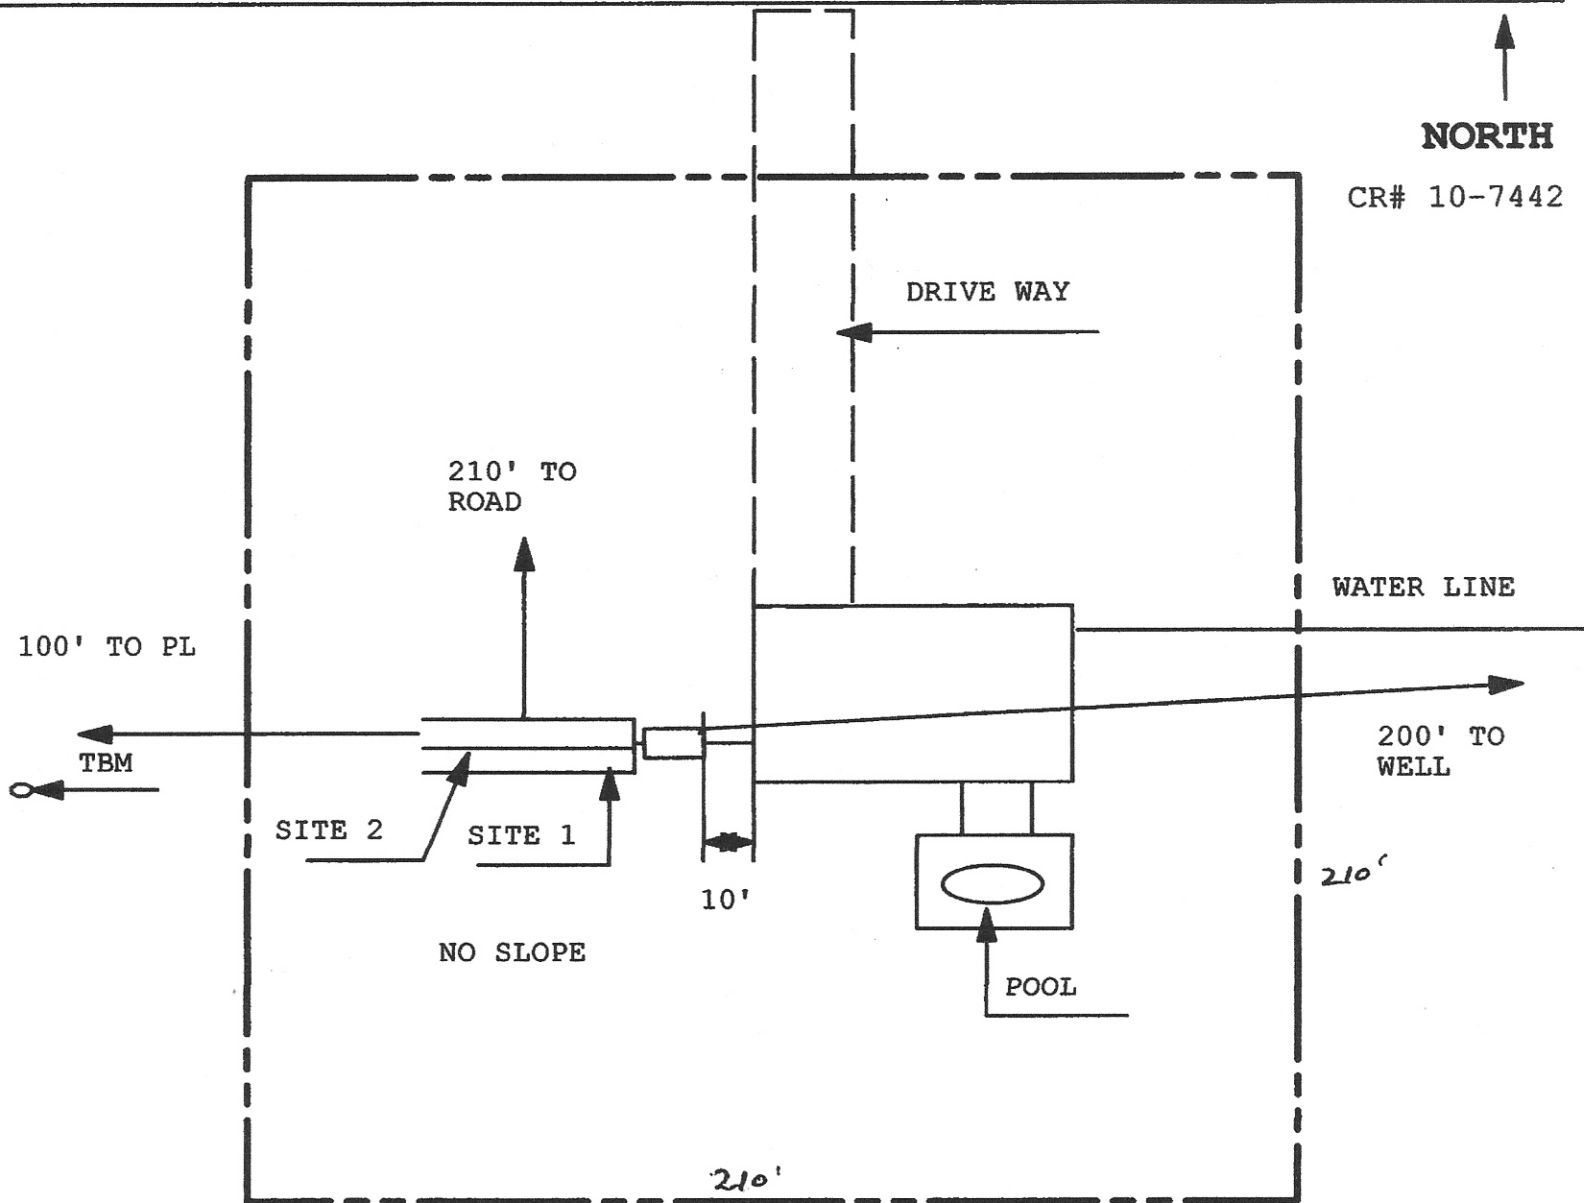 NORTH
CR# 10-7442
DRIVE WAY
210' TO
ROAD
WATER LINE
100' TO PL
TBM
200' TO
WELL
SITE 2
SITE 1
10'
210'
NO SLOPE
POOL
210'